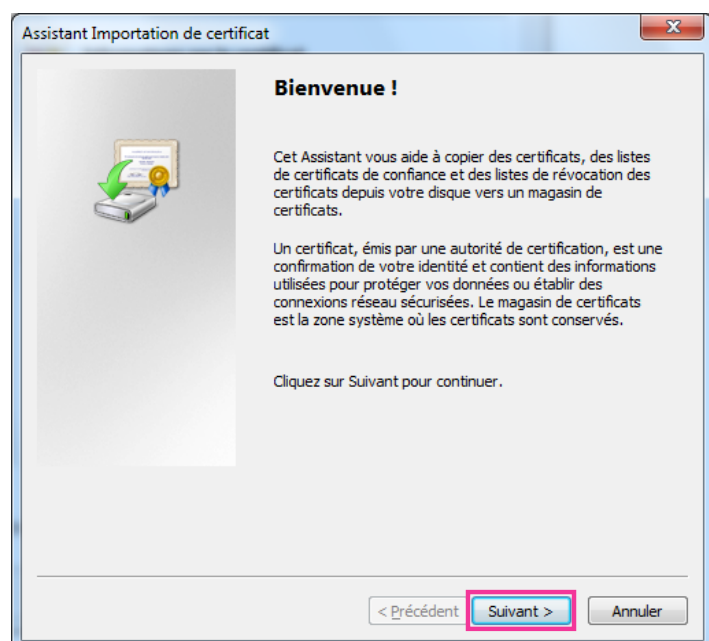 Assistant Importation de certificat
Bienvenue !
Cet Assistant vous aide à copier des certificats, des listes
de certificats de confiance et des listes de révocation des
certificats depuis votre disque vers un magasin de
certificats.
Un certificat, émis par une autorité de certification, est une
confirmation de votre identité et contient des informations
utilisées pour protéger vos données ou établir des
connexions réseau sécurisées. Le magasin de certificats
est la zone système où les certificats sont conservés.
Cliquez sur Suivant pour continuer.
< Précédent Suivant > Annuler